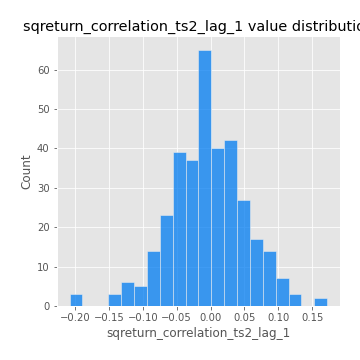 sqreturn_correlation_ts2_lag_1 value distributio
Count
60
50
40
30
20
10
0
−0.20 −0.15 −0.10 −0.05 0.00 0.05 0.10 0.15
sqreturn_correlation_ts2_lag_1